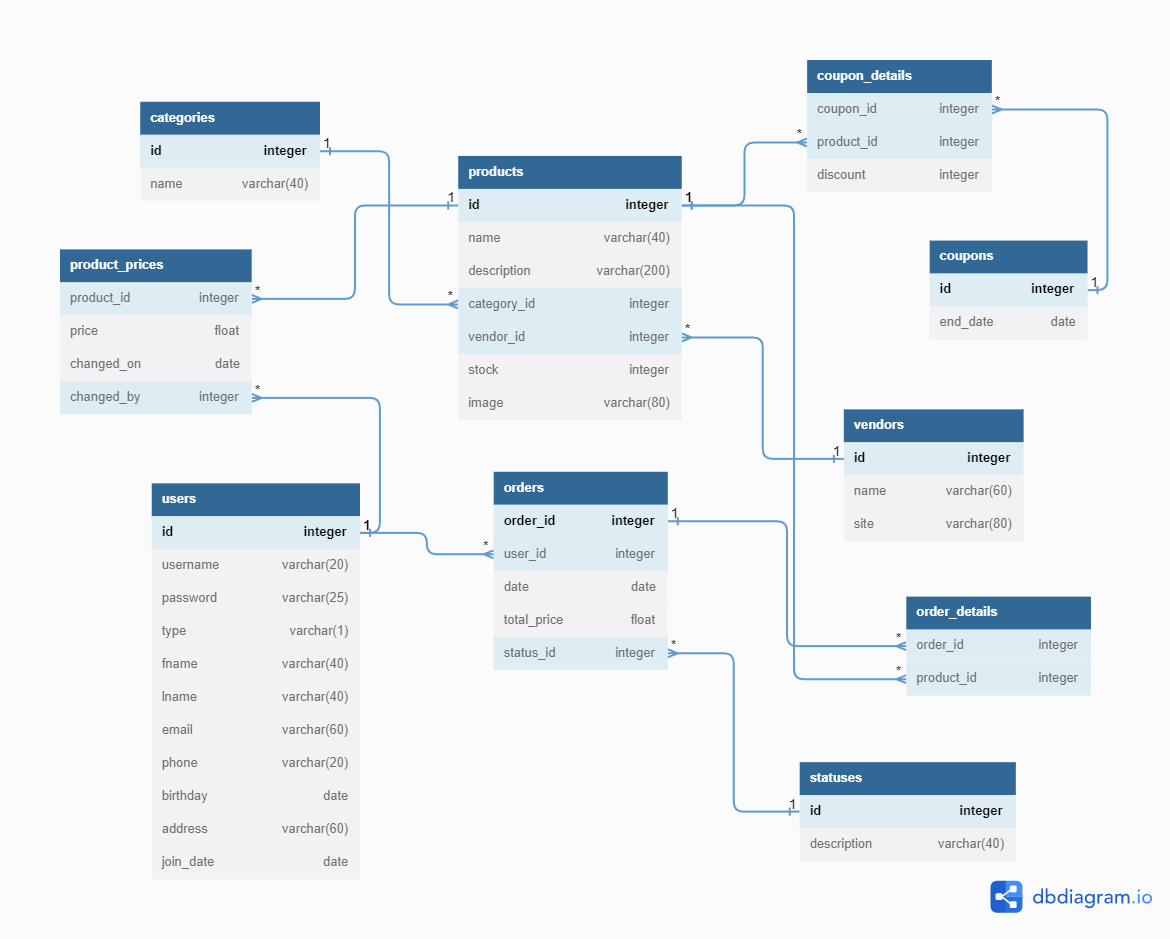 coupon_details
coupon_id integer
product_id integer
discount integer
*
*
categories
id integer
name varchar(40)
1
products
id integer
name varchar(40)
description varchar(200)
category_id integer
vendor_id integer
stock integer
image varchar(80)
1
1
*
*
coupons
id integer
end_date date
1
product_prices
product_id integer
price float
changed_on date
changed_by integer
*
*
vendors
id integer
name varchar(60)
site varchar(80)
1
users
id integer
username varchar(20)
password varchar(25)
type varchar(1)
fname varchar(40)
lname varchar(40)
email varchar(60)
phone varchar(20)
birthday date
address varchar(60)
join_date date
1
orders
order_id integer
user_id integer
date date
total_price float
status_id integer
1
*
*
order_details
order_id integer
product_id integer
*
*
statuses
id integer
description varchar(40)
1
dbdiagram.io